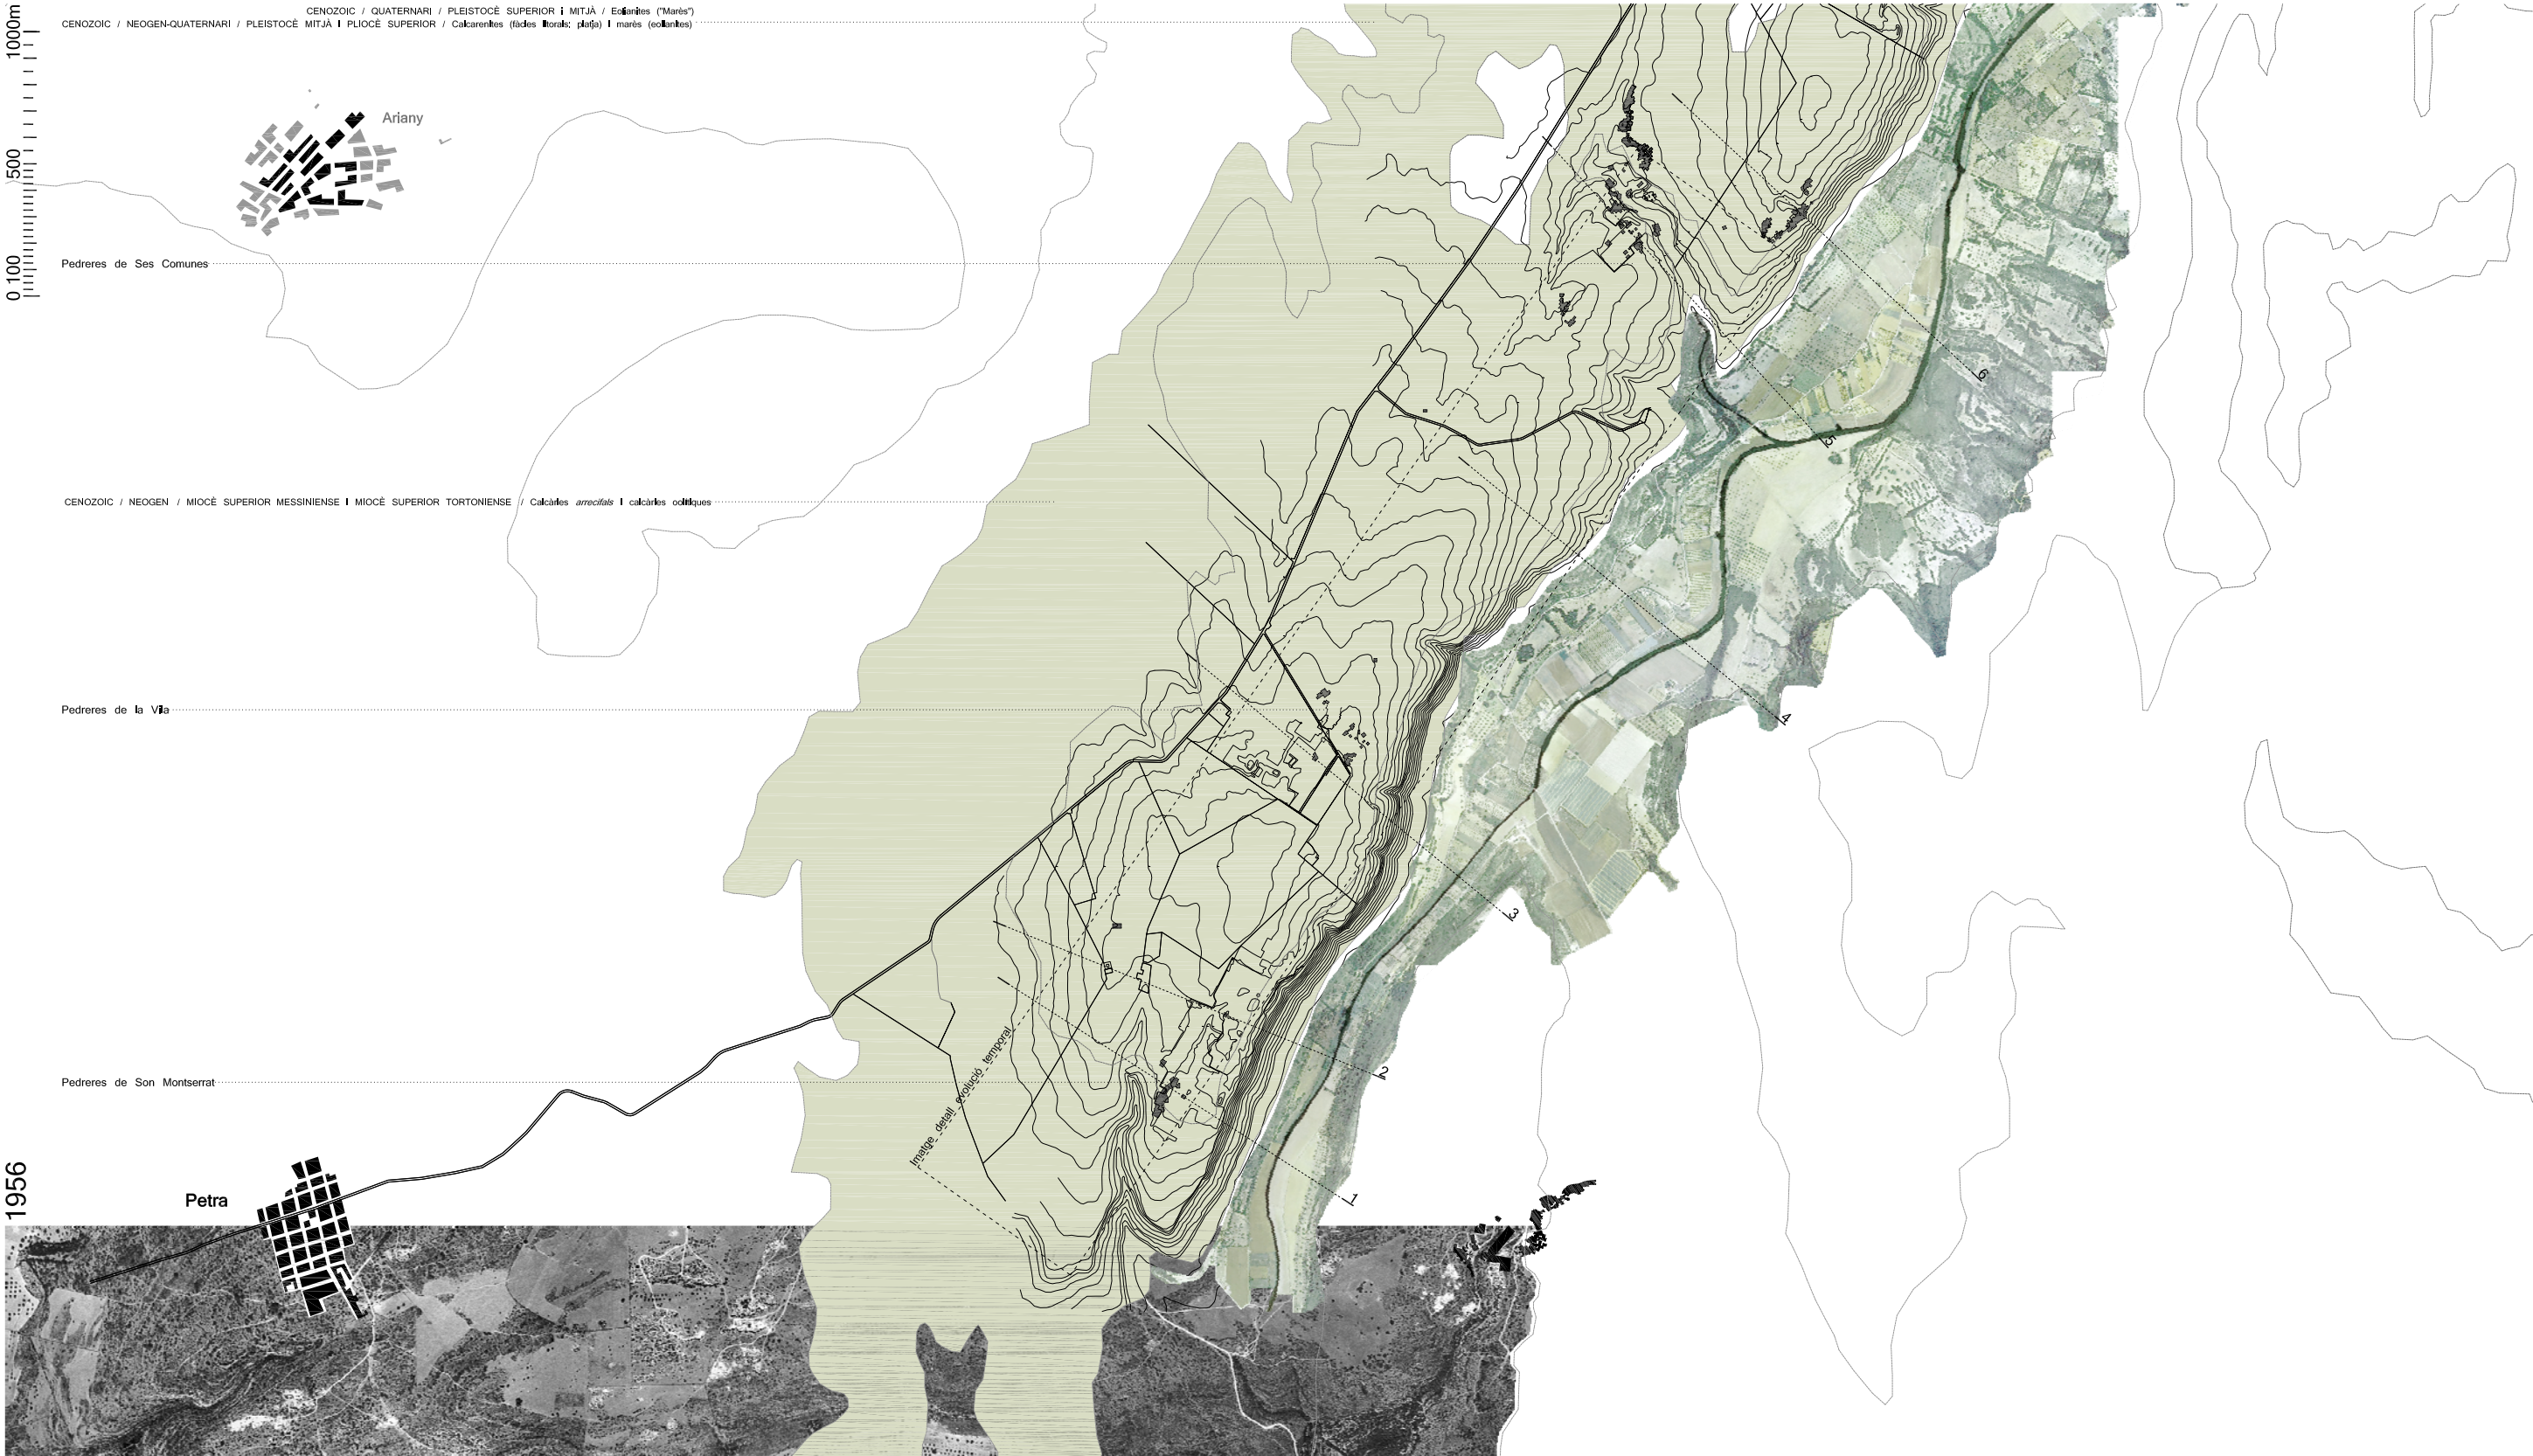 CENOZOIC / QUATERNARI / PLEISTOCÈ SUPERIOR i MITJÀ / Eolianites ("Marès")
CENOZOIC / NEOGEN-QUATERNARI / PLEISTOCÈ MITJÀ I PLIOCÈ SUPERIOR / Calcarenites (fàcies litorals; platja) i marès (eolianites)
1000m
500
100
0
Ariany
Pedreres de Ses Comunes
6
5
CENOZOIC / NEOGEN / MIOCÈ SUPERIOR MESSINIENSE I MIOCÈ SUPERIOR TORTONIENSE / Calcàries arrecifals i calcàries oolítiques
Pedreres de la Vila
4
3
Imatge detall evolució temporal
2
Pedreres de Son Montserrat
1
1956
Petra